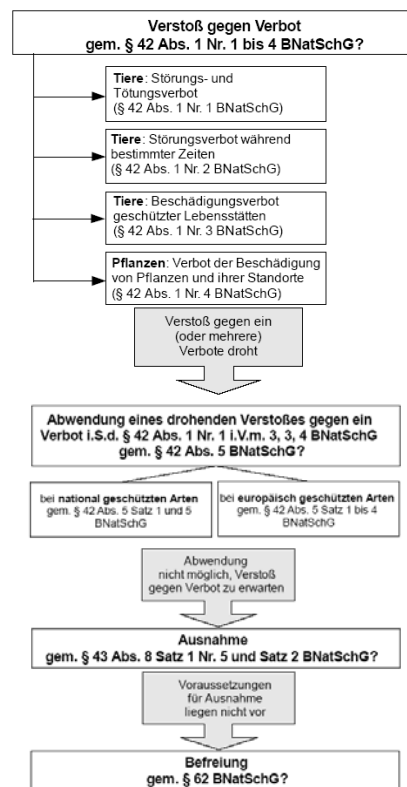 Verstoß gegen Verbot
gem. § 42 Abs. 1 Nr. 1 bis 4 BNatSchG?
Tiere: Störungs- und
Tötungsverbot
(§ 42 Abs. 1 Nr. 1 BNatSchG)
Tiere: Störungsverbot während
bestimmter Zeiten
(§ 42 Abs. 1 Nr. 2 BNatSchG)
Tiere: Beschädigungsverbot
geschützter Lebensstätten
(§ 42 Abs. 1 Nr. 3 BNatSchG)
Pflanzen: Verbot der Beschädigung
von Pflanzen und ihrer Standorte
(§ 42 Abs. 1 Nr. 4 BNatSchG)
Verstoß gegen ein
(oder mehrere)
Verbote droht
Abwendung eines drohenden Verstoßes gegen ein
Verbot i.S.d. § 42 Abs. 1 Nr. 1 i.V.m. 3, 3, 4 BNatSchG
gem. § 42 Abs. 5 BNatSchG?
bei national geschützten Arten
gem. § 42 Abs. 5 Satz 1 und 5
BNatSchG
bei europäisch geschützten Arten
gem. § 42 Abs. 5 Satz 1 bis 4
BNatSchG
Abwendung
nicht möglich, Verstoß
gegen Verbot zu erwarten
Ausnahme
gem. § 43 Abs. 8 Satz 1 Nr. 5 und Satz 2 BNatSchG?
Voraussetzungen
für Ausnahme
liegen nicht vor
Befreiung
gem. § 62 BNatSchG?